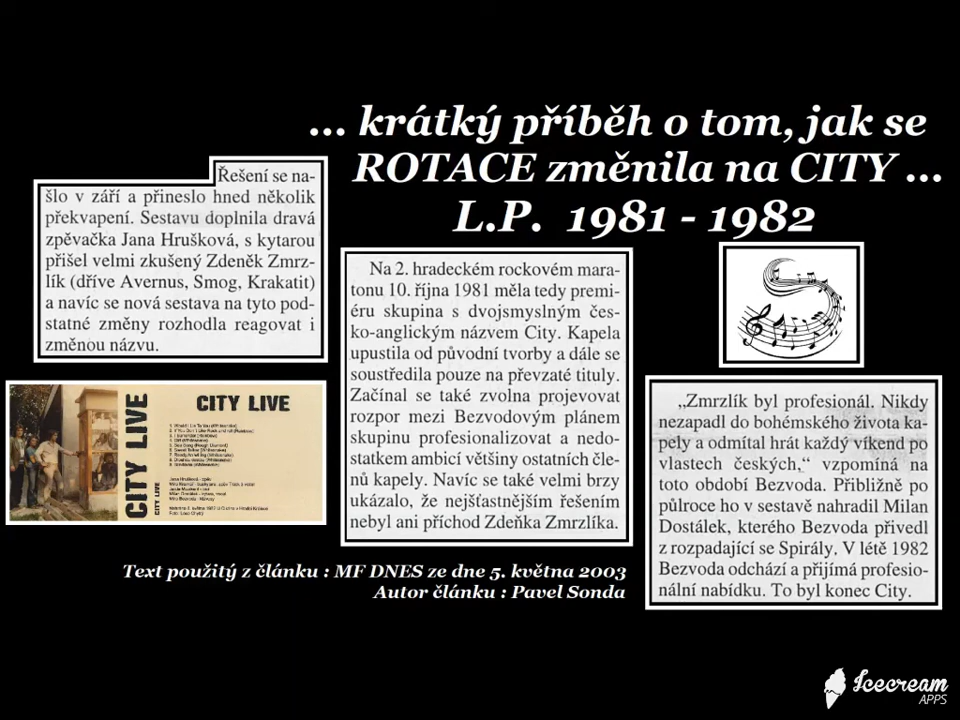 ... krátký příběh o tom, jak se
ROTACE změnila na CITY ...
L.P. 1981 - 1982
Řešení se na-
šlo v září a přineslo hned několik
překvapení. Sestavu doplnila dravá
zpěvačka Jana Hrušková, s kytarou
přišel velmi zkušený Zdeněk Zmrz-
lík (dříve Avernus, Smog, Krakatit)
a navíc se nová sestava na tyto pod-
statné změny rozhodla reagovat i
změnou názvu.
CITY LIVE
CITY LIVE
CITY LIVE
Na 2. hradeckém rockovém mara-
tonu 10. října 1981 měla tedy premi-
éru skupina s dvojsmyslným čes-
ko-anglickým názvem City. Kapela
upustila od původní tvorby a dále se
soustředila pouze na převzaté tituly.
Začínal se také zvolna projevovat
rozpor mezi Bezvodovým plánem
skupinu profesionalizovat a nedo-
statkem ambicí většiny ostatních čle-
nů kapely. Navíc se také velmi brzy
ukázalo, že nejšťastnějším řešením
nebyl ani příchod Zdeňka Zmrzlíka.
„Zmrzlík byl profesionál. Nikdy
nezapadl do bohémského života ka-
pely a odmítal hrát každý víkend po
vlastech českých,“ vzpomíná na
toto období Bezvoda. Přibližně po
půlroce ho v sestavě nahradil Milan
Dostálek, kterého Bezvoda přivedl
z rozpadající se Spirály. V létě 1982
Bezvoda odchází a přijímá profesio-
nální nabídku. To byl konec City.
Text použitý z článku : MF DNES ze dne 5. května 2003
Autor článku : Pavel Sonda
Icecream
APPS